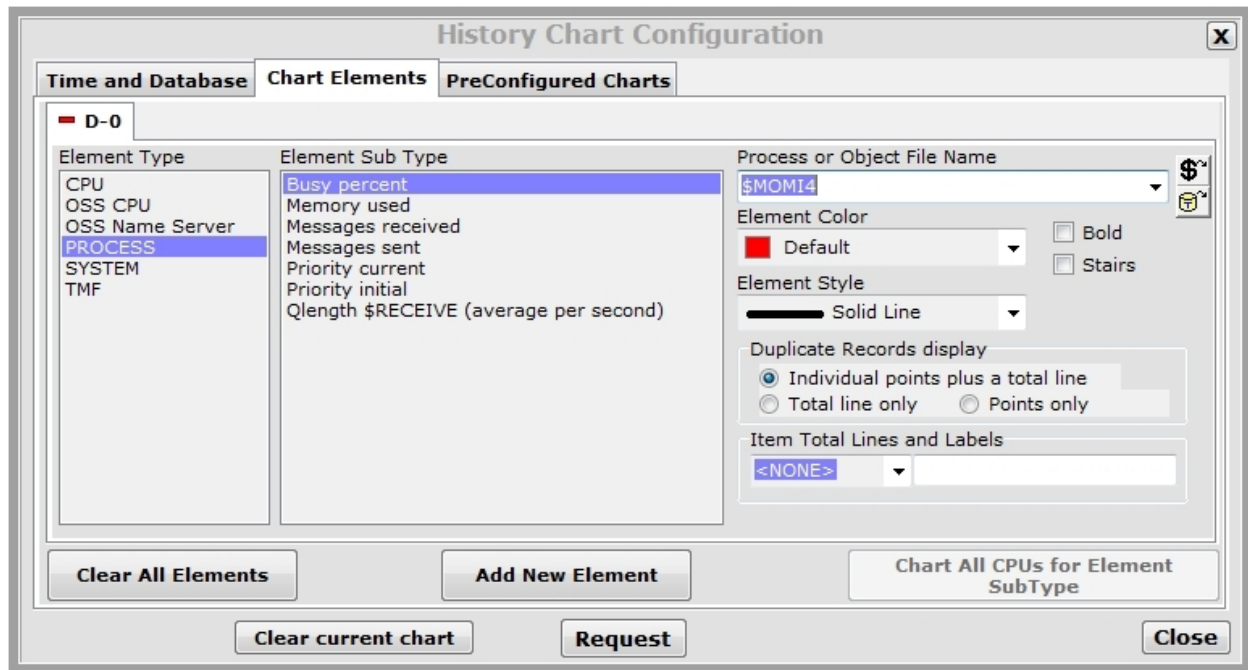 History Chart Configuration
X
Time and Database
Chart Elements
PreConfigured Charts
D-0
Element Type
CPU
OSS CPU
OSS Name Server
PROCESS
SYSTEM
TMF
Element Sub Type
Busy percent
Memory used
Messages received
Messages sent
Priority current
Priority initial
Qlength $RECEIVE (average per second)
Process or Object File Name
$MOMI4
$
T
Element Color
Default
Bold
Stairs
Element Style
Solid Line
Duplicate Records display
Individual points plus a total line
Total line only
Points only
Item Total Lines and Labels
<NONE>
Clear All Elements
Add New Element
Chart All CPUs for Element
SubType
Clear current chart
Request
Close